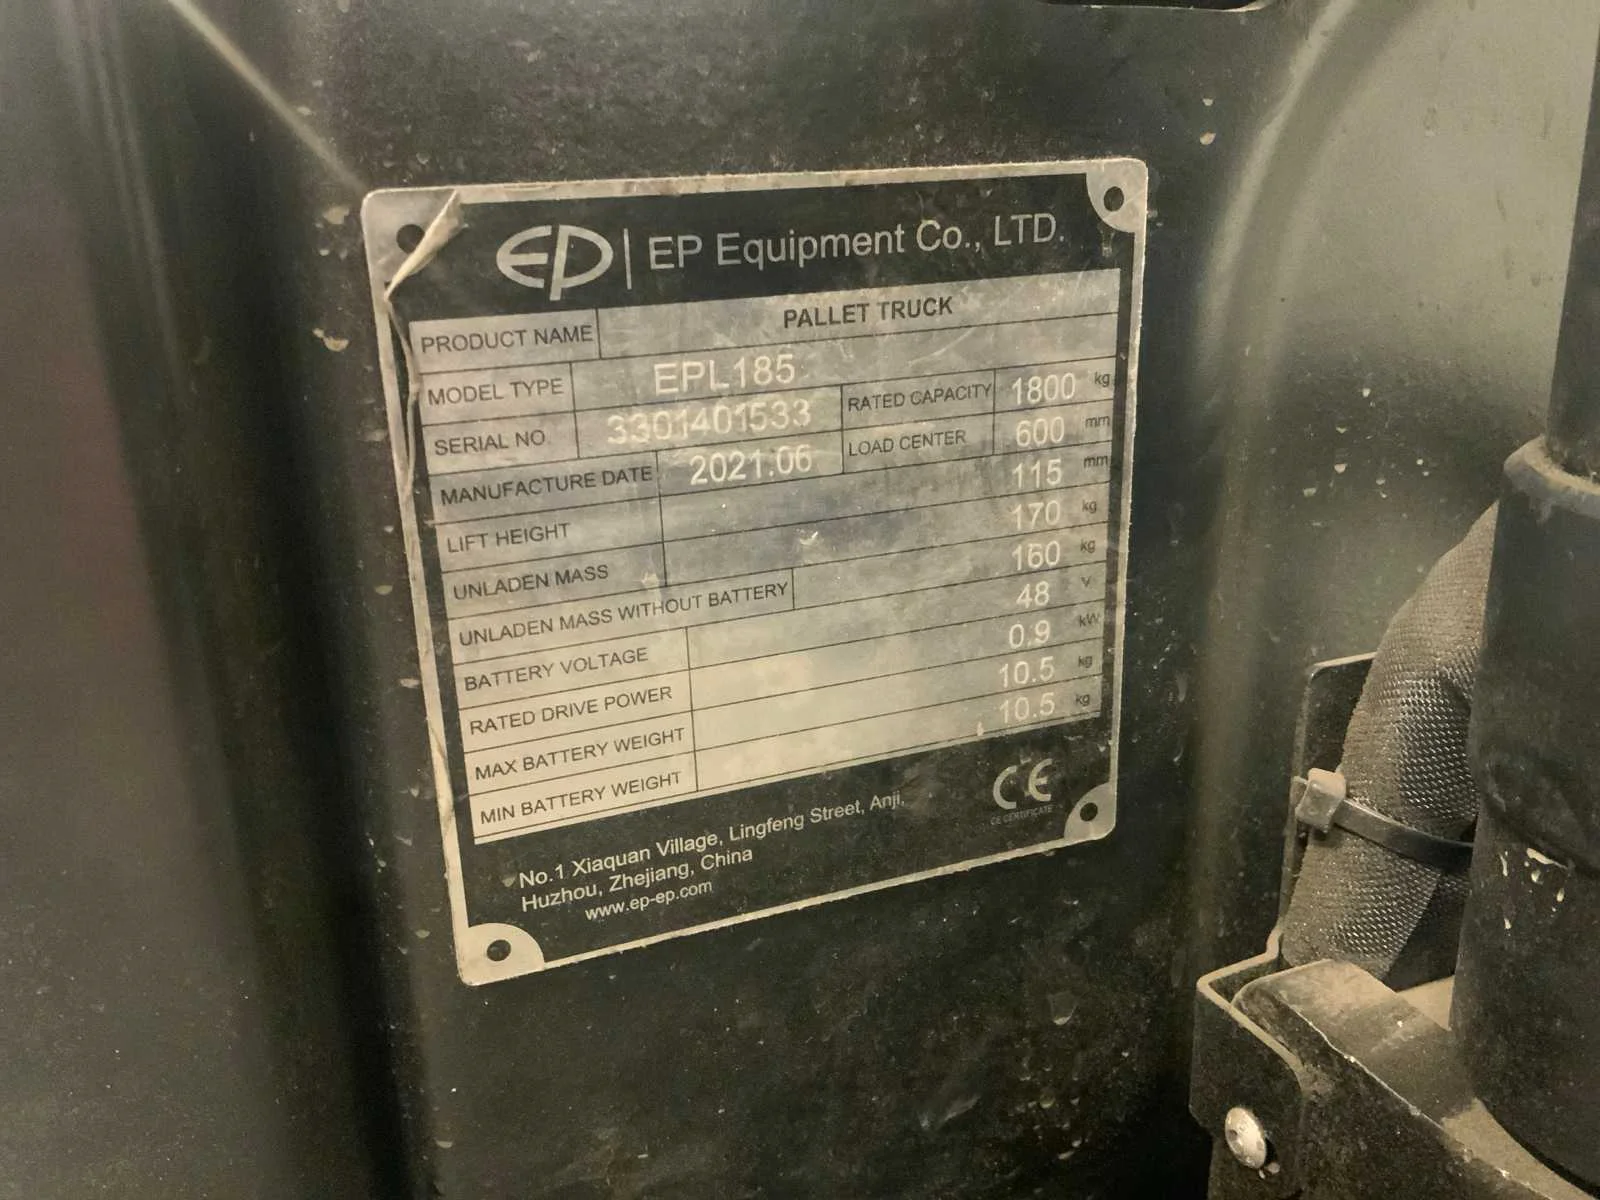 EP | EP Equipment Co., LTD.
PRODUCT NAME PALLET TRUCK
MODEL TYPE EPL185
SERIAL NO. 3301401533 RATED CAPACITY 1800 kg
MANUFACTURE DATE 2021.06 LOAD CENTER 600 mm
LIFT HEIGHT 115 mm
UNLADEN MASS 170 kg
UNLADEN MASS WITHOUT BATTERY 160 kg
BATTERY VOLTAGE 48 V
RATED DRIVE POWER 0.9 kW
MAX BATTERY WEIGHT 10.5 kg
MIN BATTERY WEIGHT 10.5 kg
CE
CE CERTIFICATE
No.1 Xiaquan Village, Lingfeng Street, Anji,
Huzhou, Zhejiang, China
www.ep-ep.com